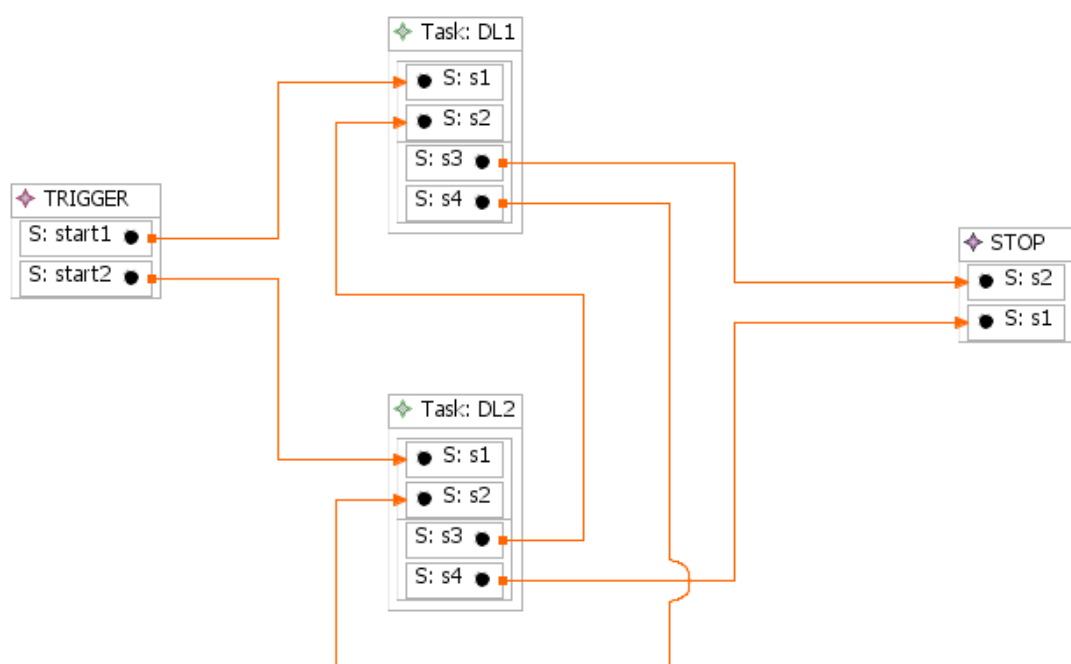 Task: DL1
S: s1
S: s2
S: s3
S: s4
TRIGGER
S: start1
S: start2
STOP
S: s2
S: s1
Task: DL2
S: s1
S: s2
S: s3
S: s4